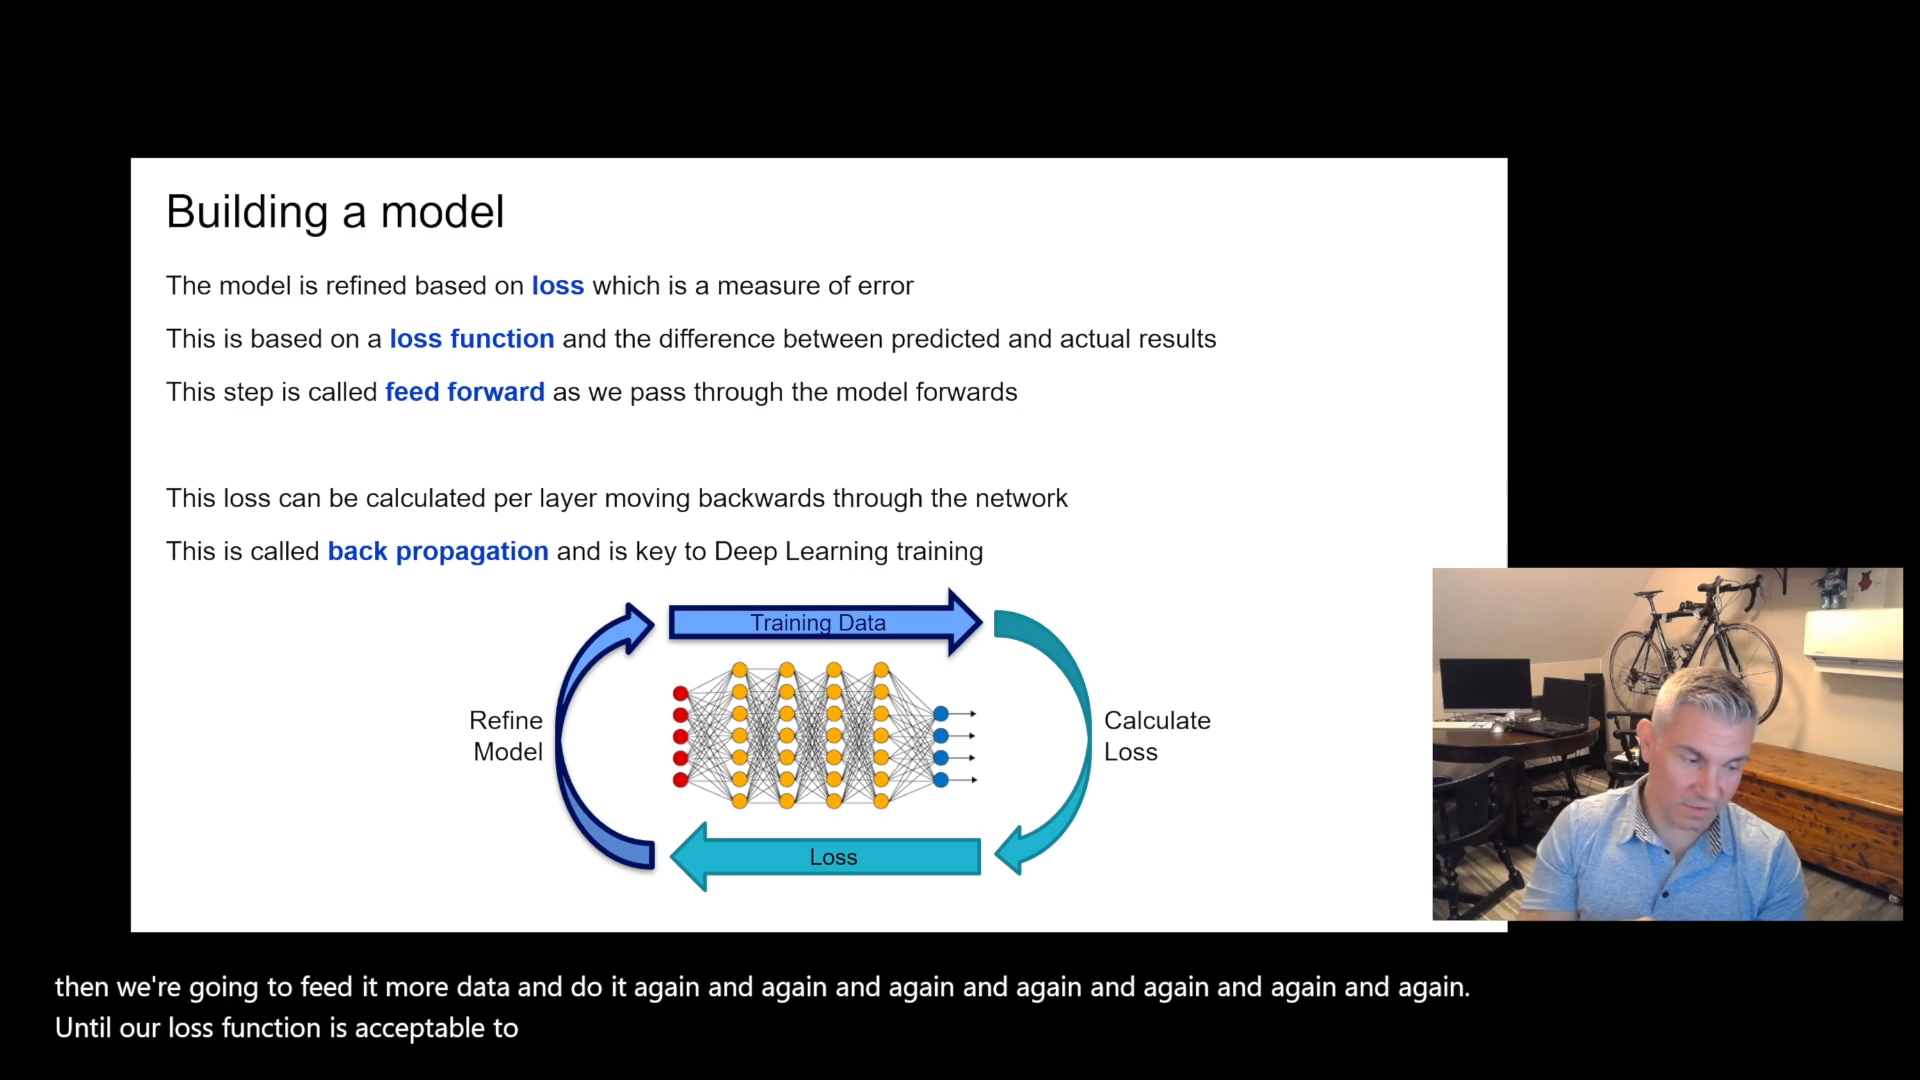 Building a model
The model is refined based on loss which is a measure of error
This is based on a loss function and the difference between predicted and actual results
This step is called feed forward as we pass through the model forwards
This loss can be calculated per layer moving backwards through the network
This is called back propagation and is key to Deep Learning training
Training Data
Refine
Model
Calculate
Loss
Loss
then we're going to feed it more data and do it again and again and again and again and again and again and again.
Until our loss function is acceptable to